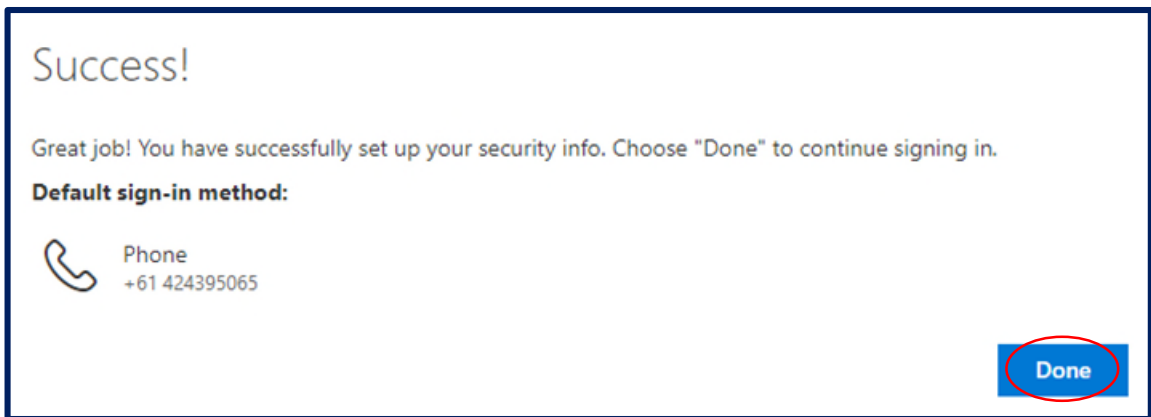 Success!
Great job! You have successfully set up your security info. Choose "Done" to continue signing in.
Default sign-in method:
Phone
+61 424395065
Done